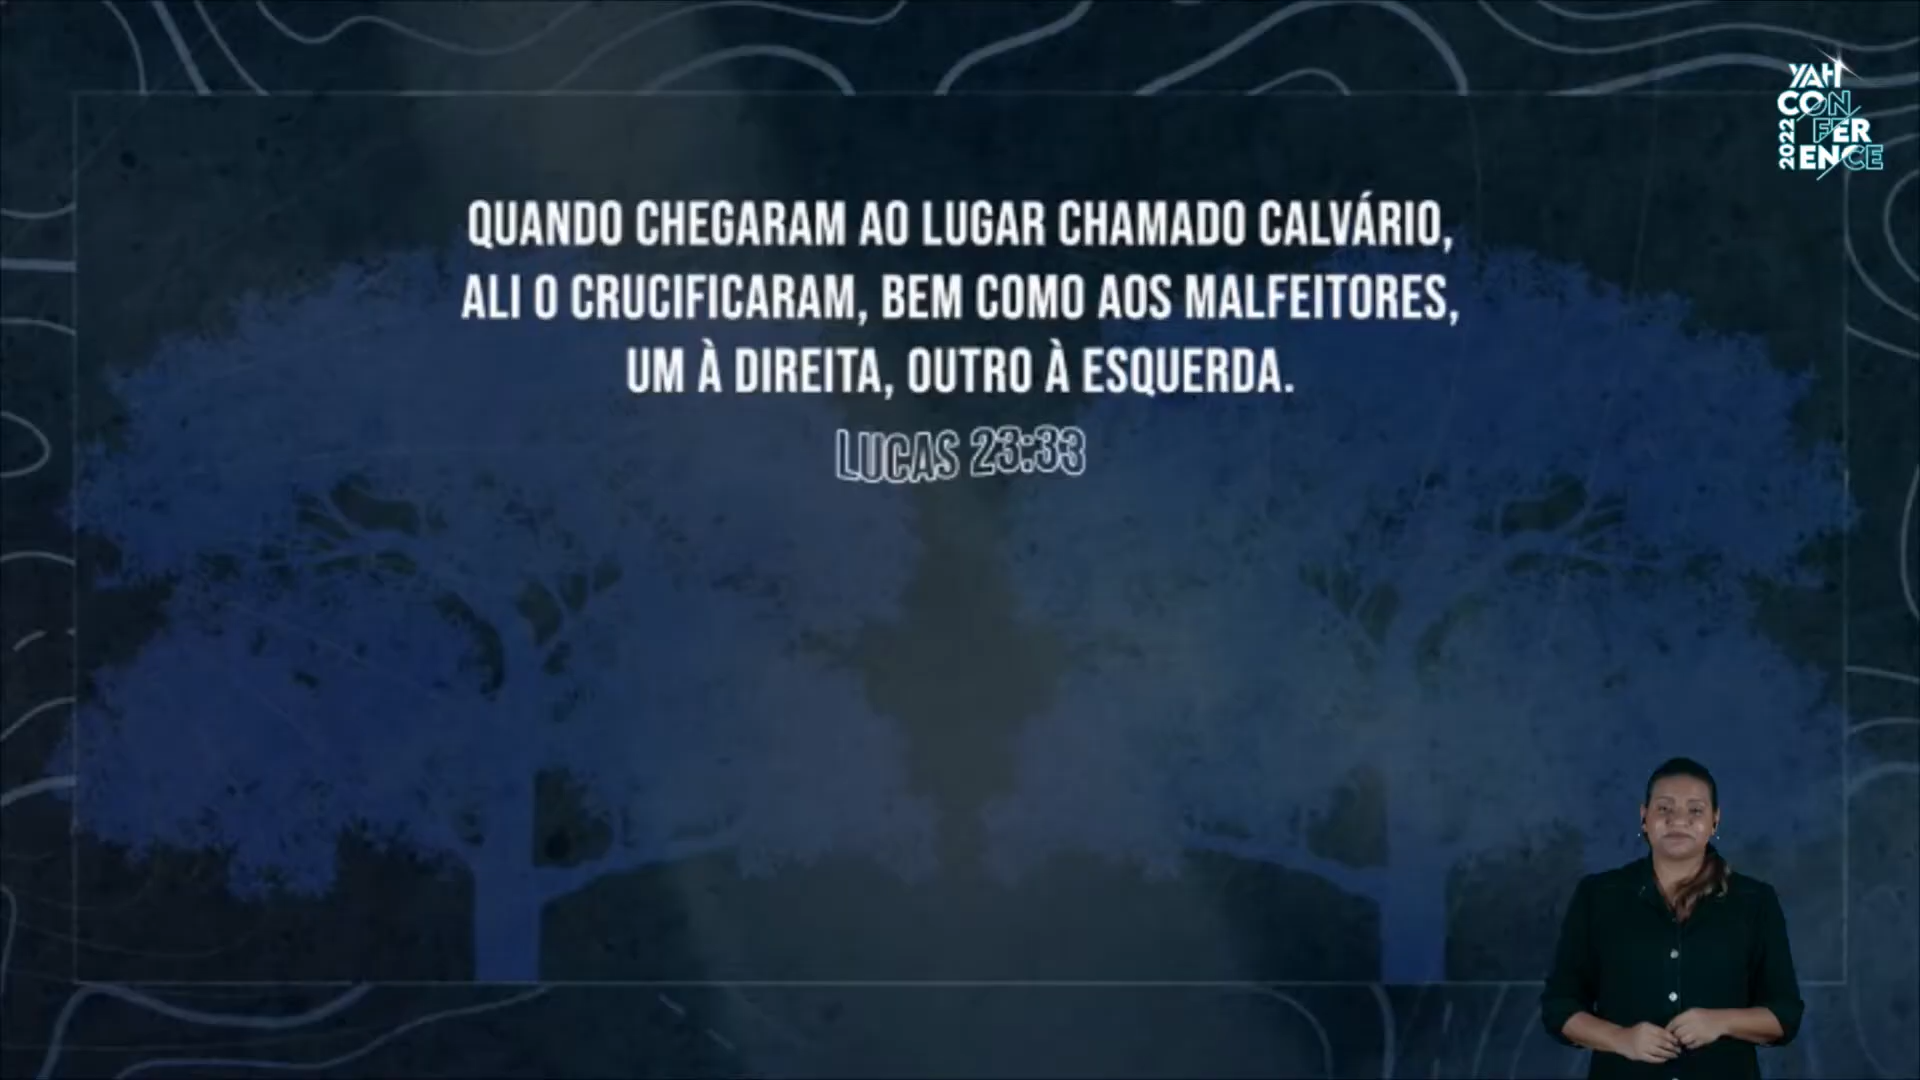 YAH
CON
FER
ENCE
2022
QUANDO CHEGARAM AO LUGAR CHAMADO CALVÁRIO,
ALI O CRUCIFICARAM, BEM COMO AOS MALFEITORES,
UM À DIREITA, OUTRO À ESQUERDA.
LUCAS 23:33